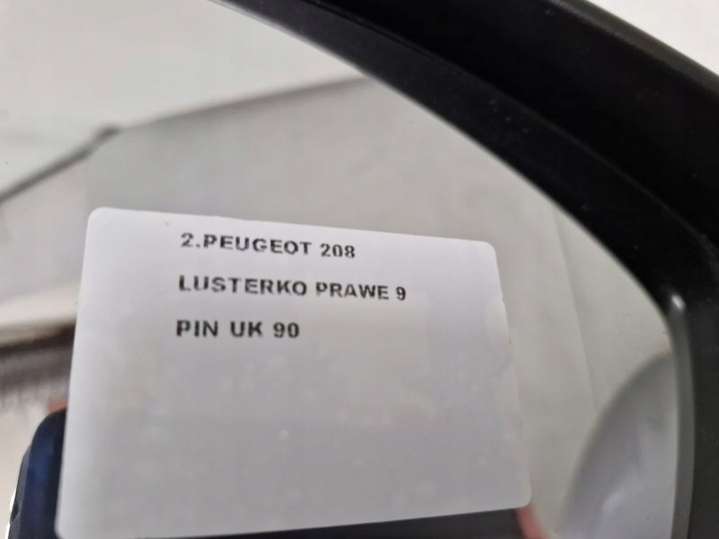 2.PEUGEOT 208
LUSTERKO PRAWE 9
PIN UK 90